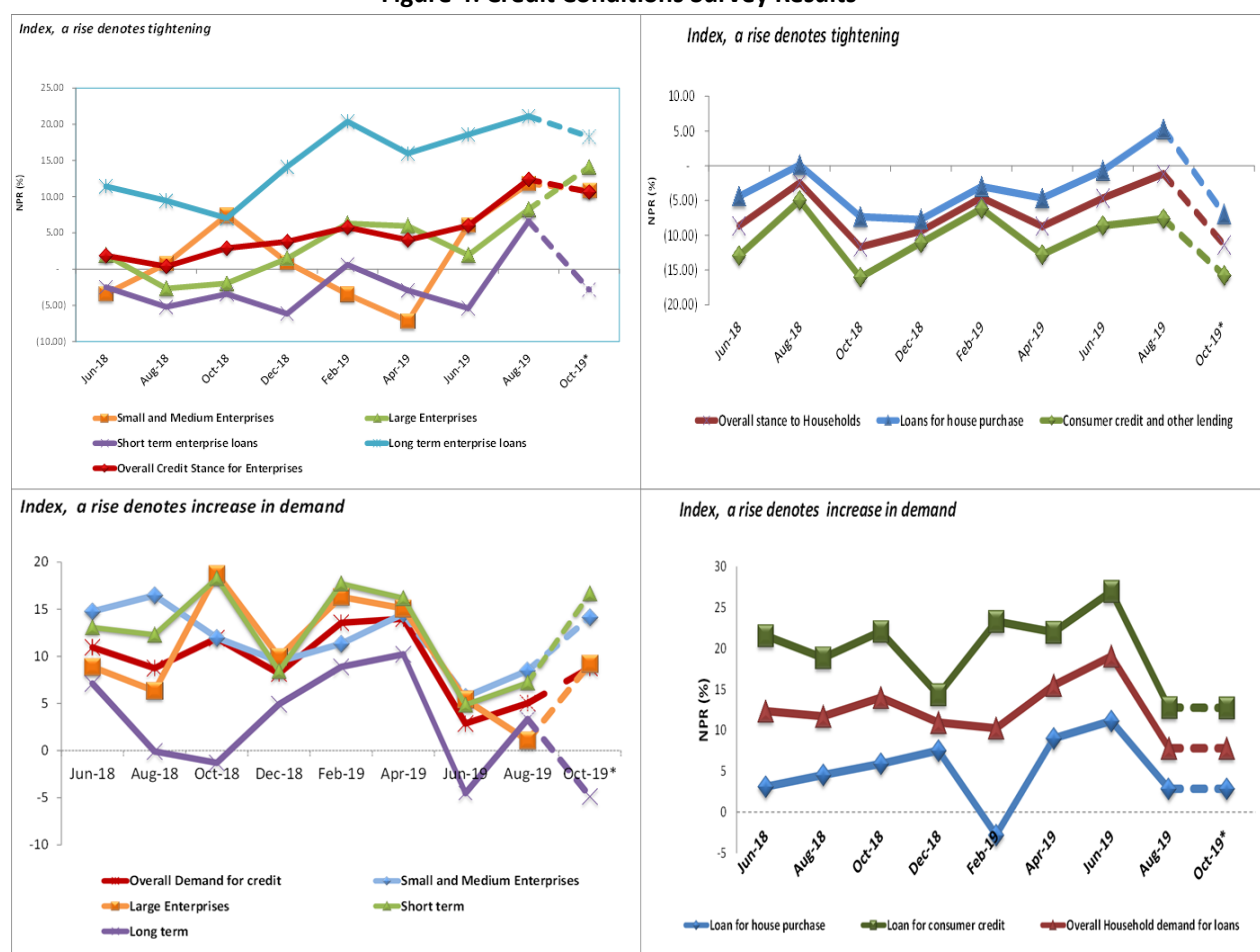 Figure 4: Credit Conditions Survey Results
Index, a rise denotes tightening
NPR (%)
25.00
20.00
15.00
10.00
5.00
-
(5.00)
(10.00)
Jun-18
Aug-18
Oct-18
Dec-18
Feb-19
Apr-19
Jun-19
Aug-19
Oct-19*
Small and Medium Enterprises
Large Enterprises
Short term enterprise loans
Long term enterprise loans
Overall Credit Stance for Enterprises
Index, a rise denotes tightening
NPR (%)
10.00
5.00
-
(5.00)
(10.00)
(15.00)
(20.00)
Jun-18
Aug-18
Oct-18
Dec-18
Feb-19
Apr-19
Jun-19
Aug-19
Oct-19*
Overall stance to Households
Loans for house purchase
Consumer credit and other lending
Index, a rise denotes increase in demand
20
15
10
5
0
-5
-10
Jun-18
Aug-18
Oct-18
Dec-18
Feb-19
Apr-19
Jun-19
Aug-19
Oct-19*
Overall Demand for credit
Small and Medium Enterprises
Large Enterprises
Short term
Long term
Index, a rise denotes increase in demand
NPR (%)
30
25
20
15
10
5
0
-5
Jun-18
Aug-18
Oct-18
Dec-18
Feb-19
Apr-19
Jun-19
Aug-19
Oct-19*
Loan for house purchase
Loan for consumer credit
Overall Household demand for loans